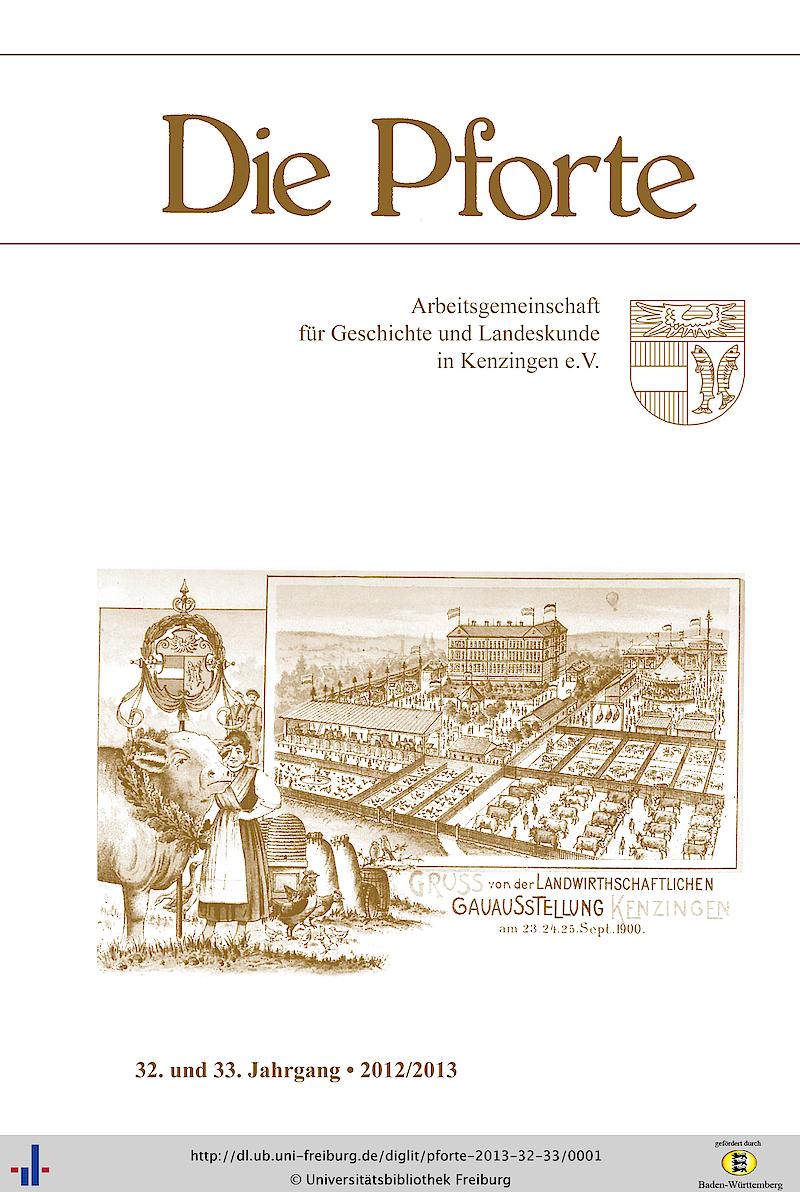 Die Pforte
Arbeitsgemeinschaft
für Geschichte und Landeskunde
in Kenzingen e.V.
GRUSS von der LANDWIRTHSCHAFTLICHEN
GAUAUSSTELLUNG KENZINGEN
am 23.24.25.Sept.1900.
32. und 33. Jahrgang • 2012/2013
http://dl.ub.uni-freiburg.de/diglit/pforte-2013-32-33/0001
© Universitätsbibliothek Freiburg
gefördert durch
Baden-Württemberg